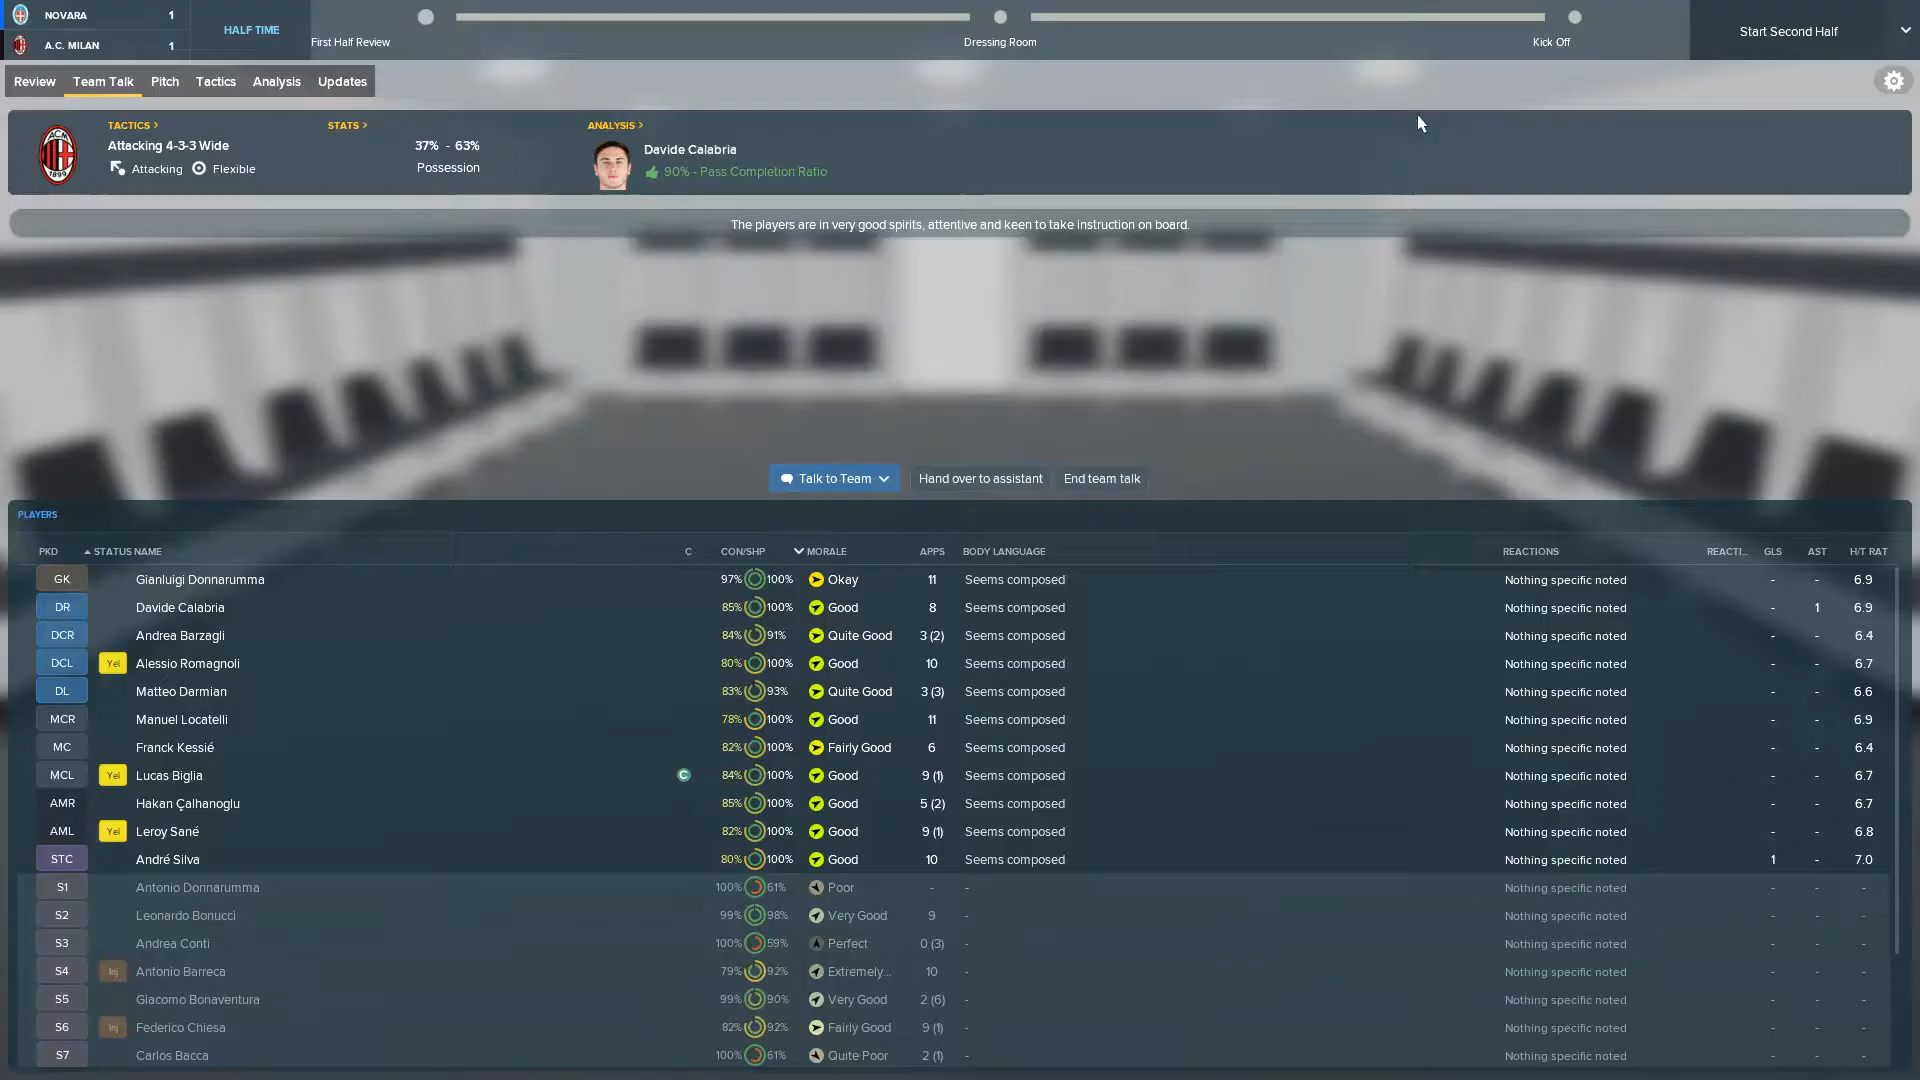 NOVARA 1
A.C. MILAN 1
HALF TIME
First Half Review
Dressing Room
Kick Off
Start Second Half
Review Team Talk Pitch Tactics Analysis Updates
ACM
1899
TACTICS >
Attacking 4-3-3 Wide
Attacking Flexible
STATS >
37% - 63%
Possession
ANALYSIS >
Davide Calabria
90% - Pass Completion Ratio
The players are in very good spirits, attentive and keen to take instruction on board.
Talk to Team Hand over to assistant End team talk
PLAYERS
PKD STATUS NAME C CON/SHP MORALE APPS BODY LANGUAGE REACTIONS REACTI... GLS AST H/T RAT
GK Gianluigi Donnarumma 97% 100% Okay 11 Seems composed Nothing specific noted - - 6.9
DR Davide Calabria 85% 100% Good 8 Seems composed Nothing specific noted - 1 6.9
DCR Andrea Barzagli 84% 91% Quite Good 3 (2) Seems composed Nothing specific noted - - 6.4
DCL Yel Alessio Romagnoli 80% 100% Good 10 Seems composed Nothing specific noted - - 6.7
DL Matteo Darmian 83% 93% Quite Good 3 (3) Seems composed Nothing specific noted - - 6.6
MCR Manuel Locatelli 78% 100% Good 11 Seems composed Nothing specific noted - - 6.9
MC Franck Kessié 82% 100% Fairly Good 6 Seems composed Nothing specific noted - - 6.4
MCL Yel Lucas Biglia C 84% 100% Good 9 (1) Seems composed Nothing specific noted - - 6.7
AMR Hakan Çalhanoglu 85% 100% Good 5 (2) Seems composed Nothing specific noted - - 6.7
AML Yel Leroy Sané 82% 100% Good 9 (1) Seems composed Nothing specific noted - - 6.8
STC André Silva 80% 100% Good 10 Seems composed Nothing specific noted 1 - 7.0
S1 Antonio Donnarumma 100% 61% Poor - - Nothing specific noted - - -
S2 Leonardo Bonucci 99% 98% Very Good 9 - Nothing specific noted - - -
S3 Andrea Conti 100% 59% Perfect 0 (3) - Nothing specific noted - - -
S4 Inj Antonio Barreca 79% 92% Extremely... 10 - Nothing specific noted - - -
S5 Giacomo Bonaventura 99% 90% Very Good 2 (6) - Nothing specific noted - - -
S6 Inj Federico Chiesa 82% 92% Fairly Good 9 (1) - Nothing specific noted - - -
S7 Carlos Bacca 100% 61% Quite Poor 2 (1) - Nothing specific noted - - -